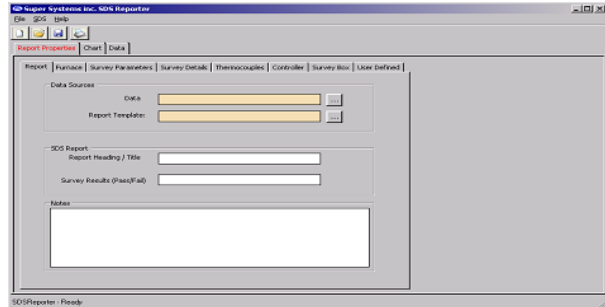 Super Systems Inc. SDS Reporter
File SDS Help
Report Properties Chart Data
Report Furnace Survey Parameters Survey Details Thermocouples Controller Survey Box User Defined
Data Sources
Data ...
Report Template: ...
SDS Report
Report Heading / Title
Survey Results (Pass/Fail)
Notes
SDSReporter - Ready